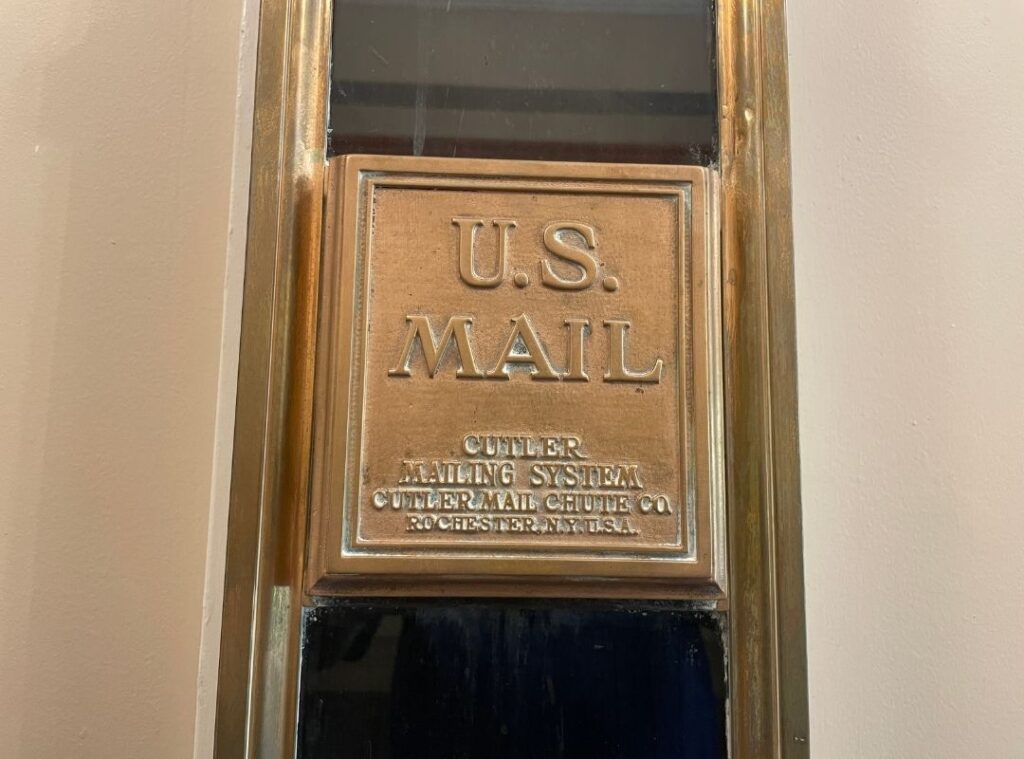 U.S.
MAIL
CUTLER
MAILING SYSTEM
CUTLER MAIL CHUTE CO.
ROCHESTER, N.Y. U.S.A.